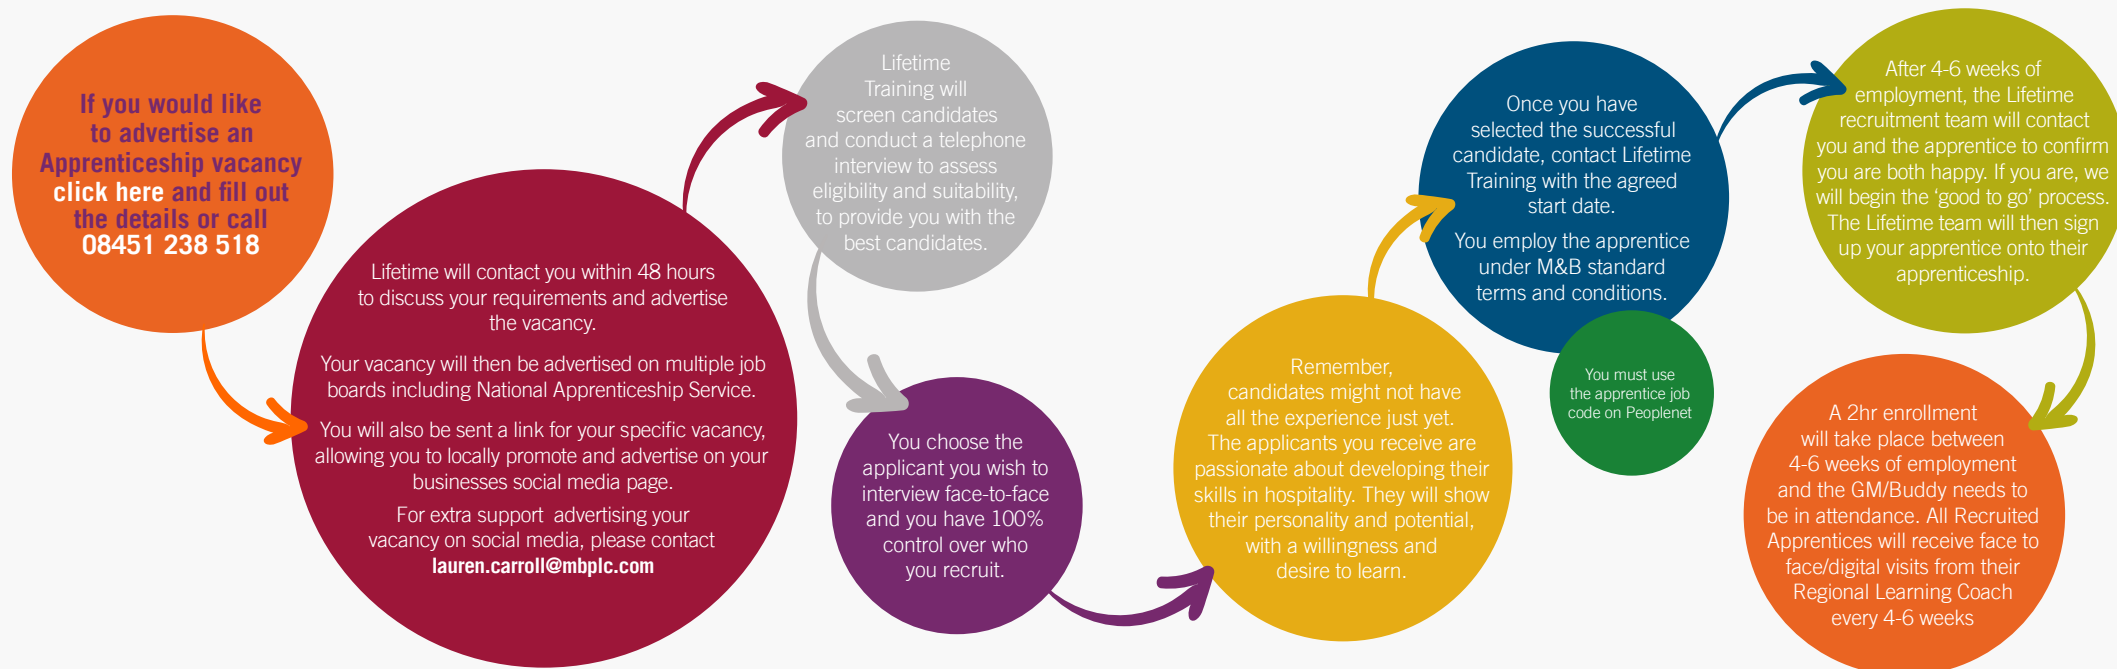 If you would like
to advertise an
Apprenticeship vacancy
click here and fill out
the details or call
08451 238 518
Lifetime will contact you within 48 hours
to discuss your requirements and advertise
the vacancy.
Your vacancy will then be advertised on multiple job
boards including National Apprenticeship Service.
You will also be sent a link for your specific vacancy,
allowing you to locally promote and advertise on your
businesses social media page.
For extra support advertising your
vacancy on social media, please contact
lauren.carroll@mbplc.com
Lifetime
Training will
screen candidates
and conduct a telephone
interview to assess
eligibility and suitability,
to provide you with the
best candidates.
You choose the
applicant you wish to
interview face-to-face
and you have 100%
control over who
you recruit.
Remember,
candidates might not have
all the experience just yet.
The applicants you receive are
passionate about developing their
skills in hospitality. They will show
their personality and potential,
with a willingness and
desire to learn.
Once you have
selected the successful
candidate, contact Lifetime
Training with the agreed
start date.
You employ the apprentice
under M&B standard
terms and conditions.
You must use
the apprentice job
code on Peoplenet
After 4-6 weeks of
employment, the Lifetime
recruitment team will contact
you and the apprentice to confirm
you are both happy. If you are, we
will begin the ‘good to go’ process.
The Lifetime team will then sign
up your apprentice onto their
apprenticeship.
A 2hr enrollment
will take place between
4-6 weeks of employment
and the GM/Buddy needs to
be in attendance. All Recruited
Apprentices will receive face to
face/digital visits from their
Regional Learning Coach
every 4-6 weeks